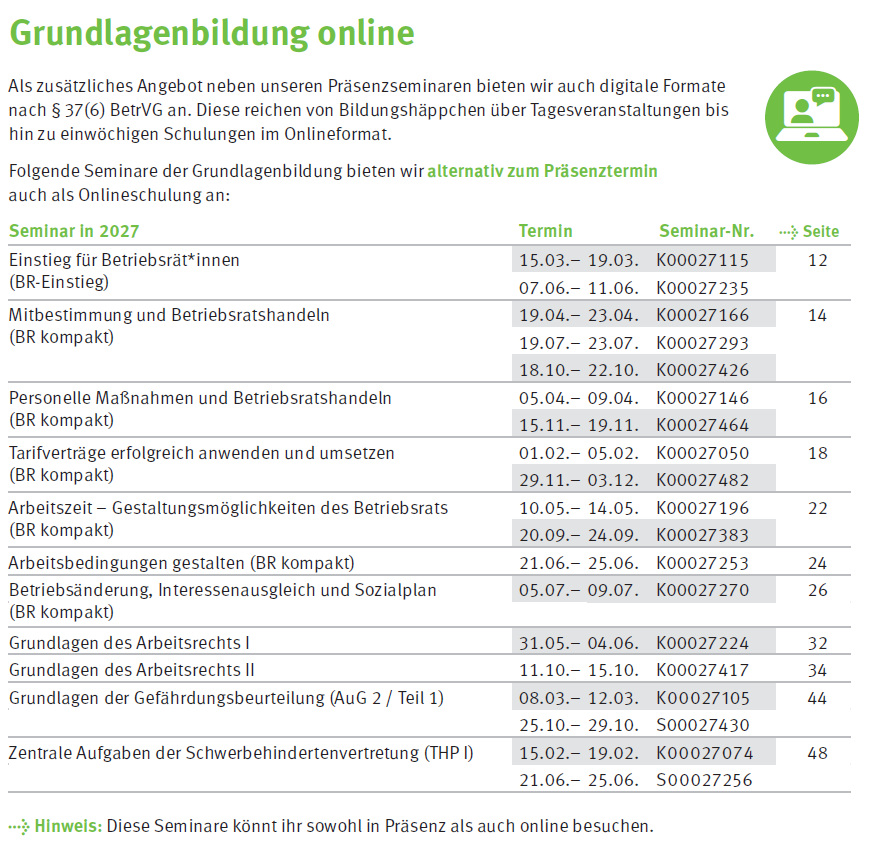 Grundlagenbildung online
Als zusätzliches Angebot neben unseren Präsenzseminaren bieten wir auch digitale Formate
nach § 37(6) BetrVG an. Diese reichen von Bildungshäppchen über Tagesveranstaltungen bis
hin zu einwöchigen Schulungen im Onlineformat.
Folgende Seminare der Grundlagenbildung bieten wir alternativ zum Präsenztermin
auch als Onlineschulung an:
Seminar in 2027 Termin Seminar-Nr. Seite
Einstieg für Betriebsrät*innen 15.03.– 19.03. K00027115 12
(BR-Einstieg) 07.06.– 11.06. K00027235
Mitbestimmung und Betriebsratshandeln 19.04.– 23.04. K00027166 14
(BR kompakt) 19.07.– 23.07. K00027293
18.10.– 22.10. K00027426
Personelle Maßnahmen und Betriebsratshandeln 05.04.– 09.04. K00027146 16
(BR kompakt) 15.11.– 19.11. K00027464
Tarifverträge erfolgreich anwenden und umsetzen 01.02.– 05.02. K00027050 18
(BR kompakt) 29.11.– 03.12. K00027482
Arbeitszeit – Gestaltungsmöglichkeiten des Betriebsrats 10.05.– 14.05. K00027196 22
(BR kompakt) 20.09.– 24.09. K00027383
Arbeitsbedingungen gestalten (BR kompakt) 21.06.– 25.06. K00027253 24
Betriebsänderung, Interessenausgleich und Sozialplan 05.07.– 09.07. K00027270 26
(BR kompakt)
Grundlagen des Arbeitsrechts I 31.05.– 04.06. K00027224 32
Grundlagen des Arbeitsrechts II 11.10.– 15.10. K00027417 34
Grundlagen der Gefährdungsbeurteilung (AuG 2 / Teil 1) 08.03.– 12.03. K00027105 44
25.10.– 29.10. S00027430
Zentrale Aufgaben der Schwerbehindertenvertretung (THP I) 15.02.– 19.02. K00027074 48
21.06.– 25.06. S00027256
Hinweis: Diese Seminare könnt ihr sowohl in Präsenz als auch online besuchen.